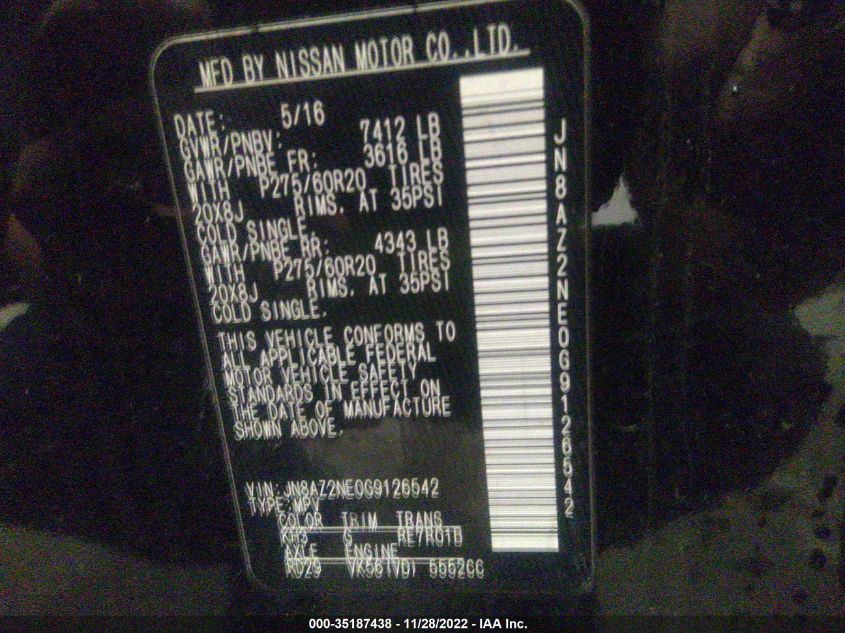 MFD BY NISSAN MOTOR CO.,LTD.
DATE: 5/16
GVWR/PNBV: 7412 LB
GAWR/PNBE FR: 3616 LB
WITH P275/60R20 TIRES
20X8J RIMS. AT 35PSI
COLD SINGLE.
GAWR/PNBE RR: 4343 LB
WITH P275/60R20 TIRES
20X8J RIMS. AT 35PSI
COLD SINGLE.
THIS VEHICLE CONFORMS TO
ALL APPLICABLE FEDERAL
MOTOR VEHICLE SAFETY
STANDARDS IN EFFECT ON
THE DATE OF MANUFACTURE
SHOWN ABOVE.
VIN:JN8AZ2NE0G9126542
TYPE:MPV
COLOR TRIM TRANS
KH3 G RE7R01B
AXLE ENGINE
RD29 VK56(VD) 5552CC
JN8AZ2NE0G9126542
000-35187438 - 11/28/2022 - IAA Inc.